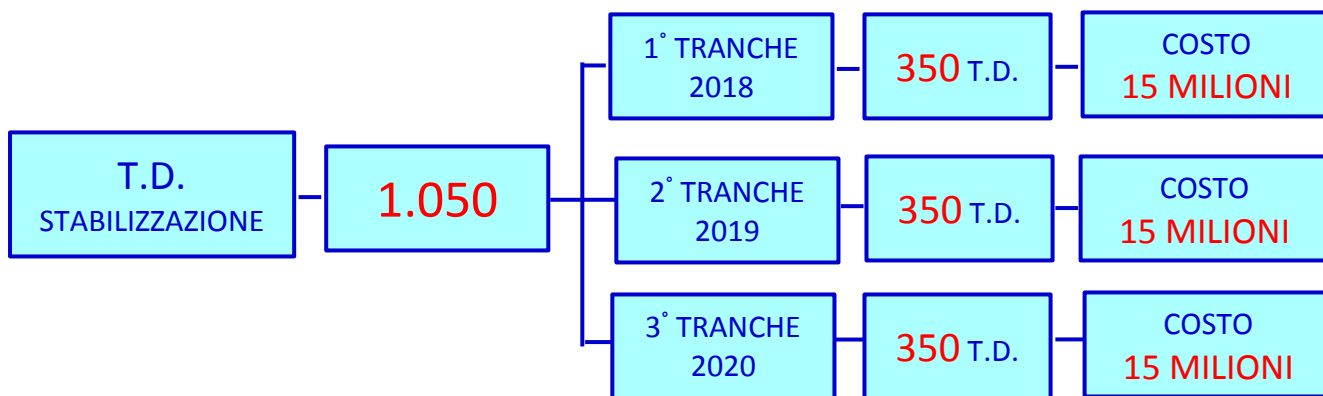 T.D.
STABILIZZAZIONE
1.050
1° TRANCHE
2018
350 T.D.
COSTO
15 MILIONI
2° TRANCHE
2019
350 T.D.
COSTO
15 MILIONI
3° TRANCHE
2020
350 T.D.
COSTO
15 MILIONI